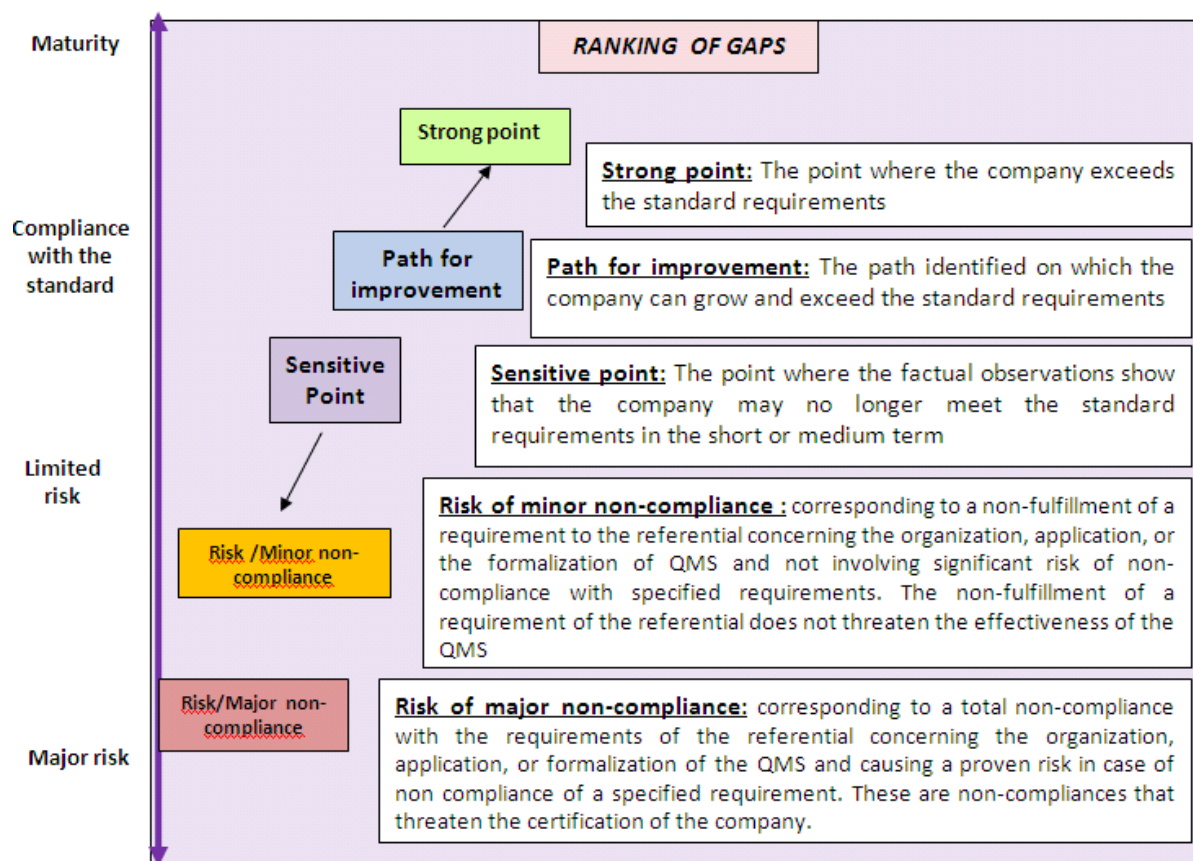 Maturity
RANKING OF GAPS
Strong point
Strong point: The point where the company exceeds
the standard requirements
Compliance
with the
standard
Path for
improvement
Path for improvement: The path identified on which the
company can grow and exceed the standard requirements
Sensitive
Point
Sensitive point: The point where the factual observations show
that the company may no longer meet the standard
requirements in the short or medium term
Limited
risk
Risk /Minor non-
compliance
Risk of minor non-compliance : corresponding to a non-fulfillment of a
requirement to the referential concerning the organization, application, or
the formalization of QMS and not involving significant risk of non-
compliance with specified requirements. The non-fulfillment of a
requirement of the referential does not threaten the effectiveness of the
QMS
Risk/Major non-
compliance
Major risk
Risk of major non-compliance: corresponding to a total non-compliance
with the requirements of the referential concerning the organization,
application, or formalization of the QMS and causing a proven risk in case of
non compliance of a specified requirement. These are non-compliances that
threaten the certification of the company.